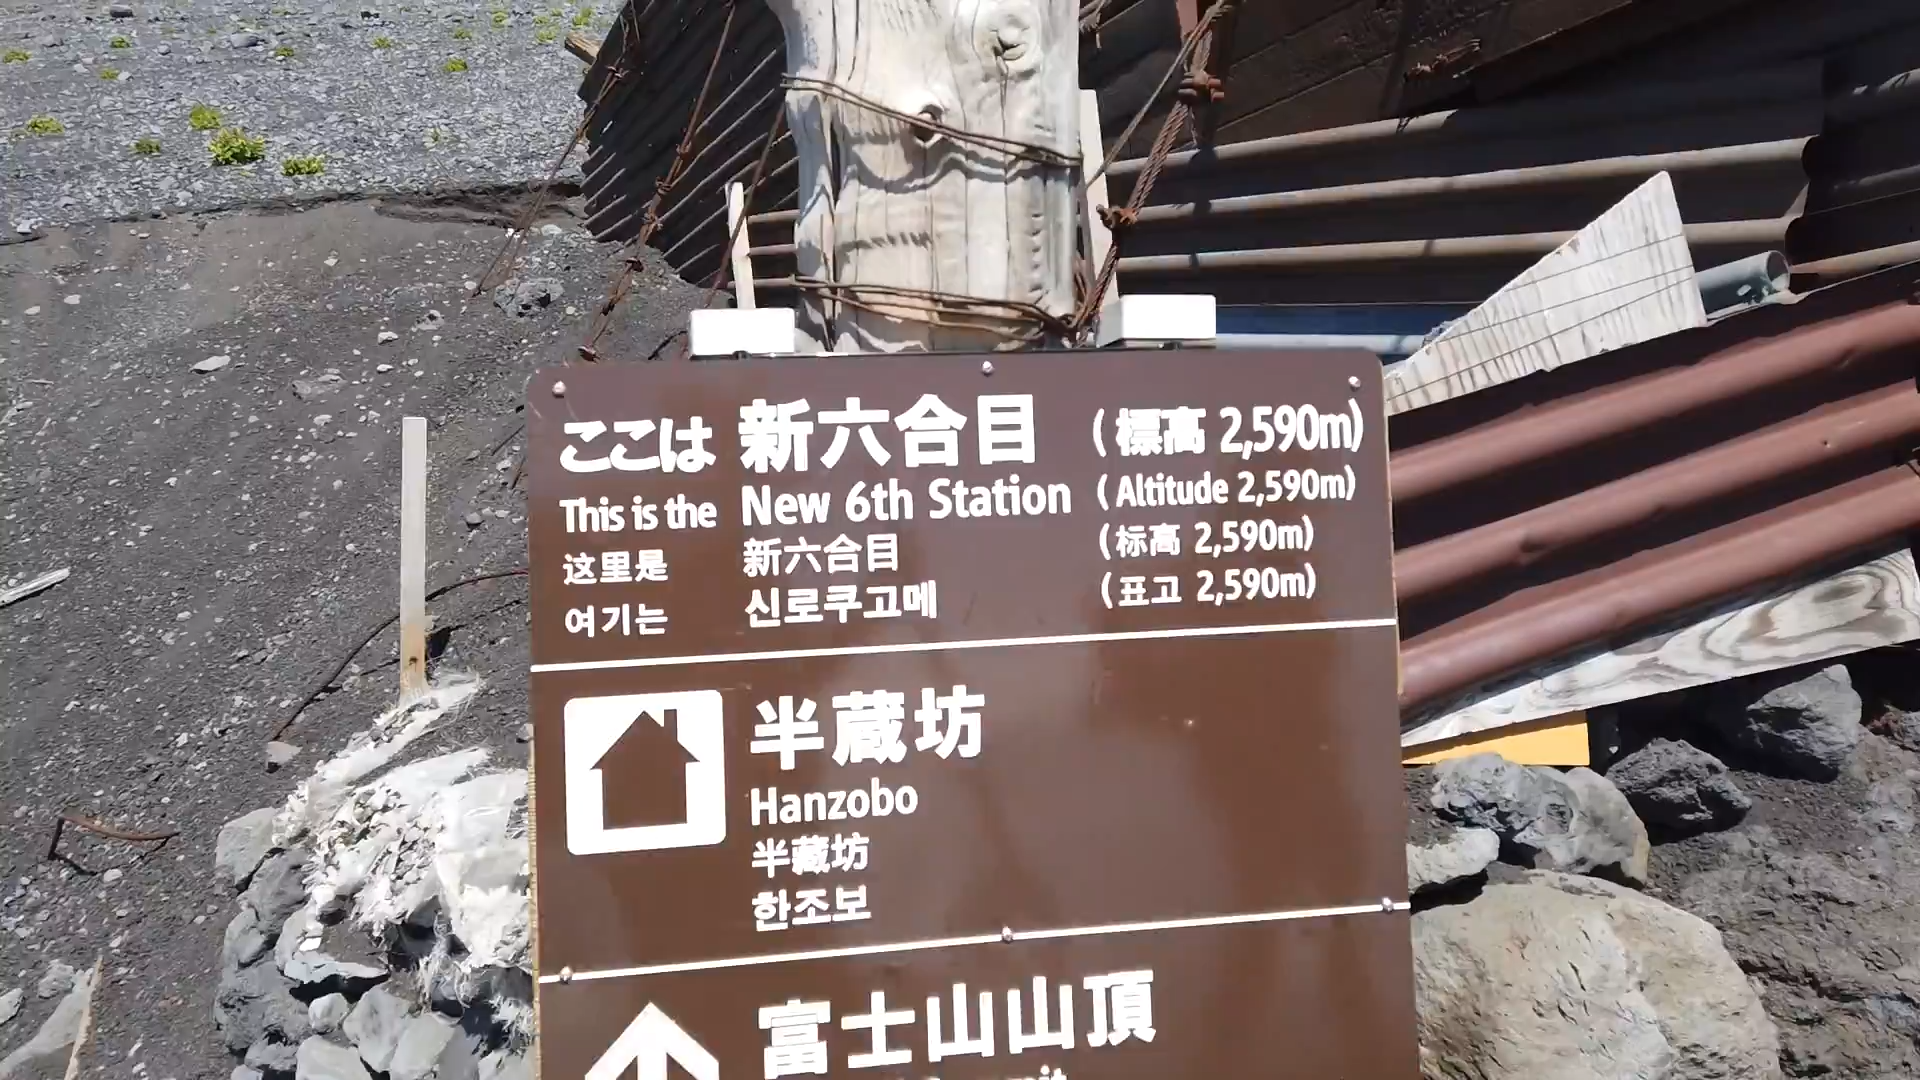 ここは 新六合目 (標高 2,590m)
This is the New 6th Station (Altitude 2,590m)
这里是 新六合目 (标高 2,590m)
여기는 신로쿠고메 (표고 2,590m)
半蔵坊
Hanzobo
半藏坊
한조보
富士山山頂